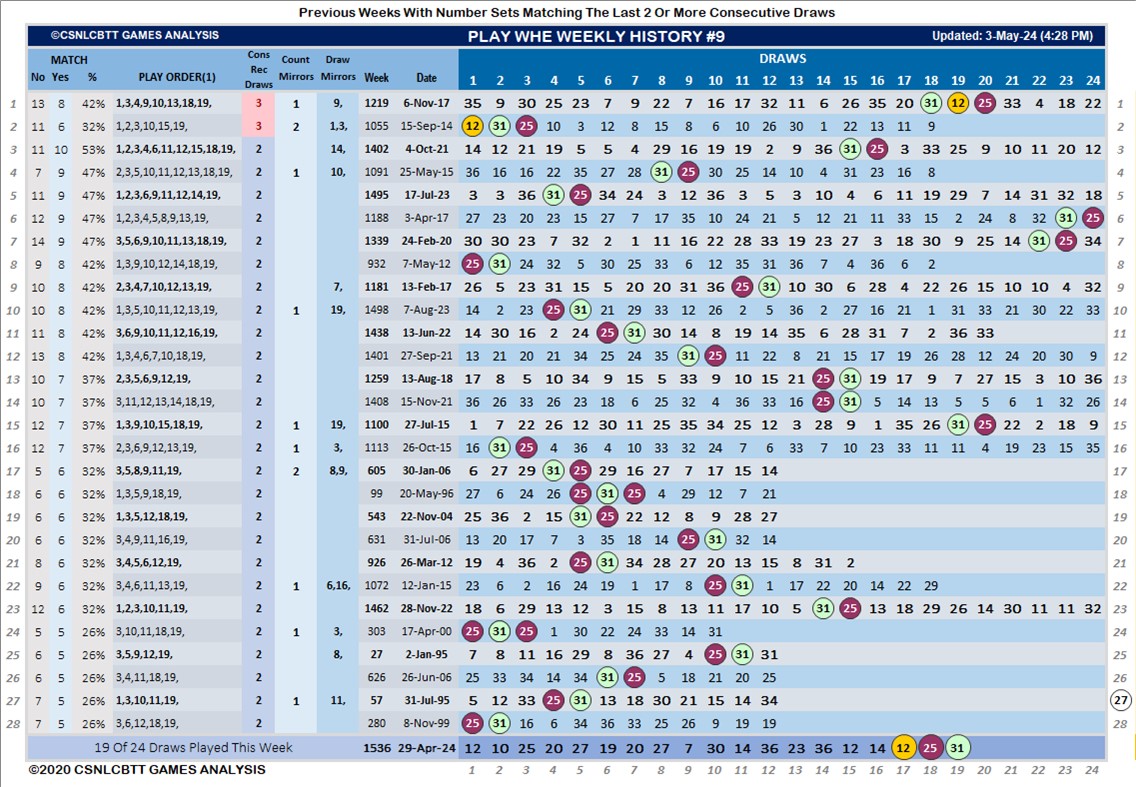 Previous Weeks With Number Sets Matching The Last 2 Or More Consecutive Draws
©CSNLCBTT GAMES ANALYSIS PLAY WHE WEEKLY HISTORY #9 Updated: 3-May-24 (4:28 PM)
MATCH Cons Count Draw DRAWS
No Yes % PLAY ORDER(1) Rec Draws Mirrors Mirrors Week Date 1 2 3 4 5 6 7 8 9 10 11 12 13 14 15 16 17 18 19 20 21 22 23 24
1 13 8 42% 1,3,4,9,10,13,18,19, 3 1 9, 1219 6-Nov-17 35 9 30 25 23 7 9 22 7 16 17 32 11 6 26 35 20 31 12 25 33 4 18 22 1
2 11 6 32% 1,2,3,10,15,19, 3 2 1,3, 1055 15-Sep-14 12 31 25 10 3 12 8 15 8 6 10 26 30 1 22 13 11 9 2
3 11 10 53% 1,2,3,4,6,11,12,15,18,19, 2 14, 1402 4-Oct-21 14 12 21 19 5 5 4 29 16 19 19 2 9 36 31 25 3 33 25 9 10 11 20 12 3
4 7 9 47% 2,3,5,10,11,12,13,18,19, 2 1 10, 1091 25-May-15 36 16 16 22 35 27 28 31 25 30 25 14 10 4 31 23 16 8 4
5 11 9 47% 1,2,3,6,9,11,12,14,19, 2 1495 17-Jul-23 3 3 36 31 25 34 24 3 12 36 3 5 3 10 4 6 11 19 29 7 14 31 32 18 5
6 12 9 47% 1,2,3,4,5,8,9,13,19, 2 1188 3-Apr-17 27 23 20 23 15 27 7 17 35 10 24 21 5 12 21 11 33 15 2 24 8 32 31 25 6
7 14 9 47% 3,5,6,9,10,11,13,18,19, 2 1339 24-Feb-20 30 30 23 7 32 2 1 11 16 22 28 33 19 23 27 3 18 30 9 25 14 31 25 34 7
8 9 8 42% 1,3,9,10,12,14,18,19, 2 932 7-May-12 25 31 24 32 5 30 25 33 6 12 35 31 36 7 4 36 6 2 8
9 10 8 42% 2,3,4,7,10,12,13,19, 2 7, 1181 13-Feb-17 26 5 23 31 15 5 20 20 31 36 25 31 10 30 6 28 4 22 26 15 10 10 4 32 9
10 10 8 42% 1,3,5,10,11,12,13,19, 2 1 19, 1498 7-Aug-23 14 2 23 25 31 21 29 33 12 26 2 5 36 2 27 16 21 1 31 33 21 30 22 33 10
11 11 8 42% 3,6,9,10,11,12,16,19, 2 1438 13-Jun-22 14 30 16 2 24 25 31 30 14 8 19 14 35 6 28 31 7 2 36 33 11
12 13 8 42% 1,3,4,6,7,10,18,19, 2 1401 27-Sep-21 13 21 20 21 34 25 24 35 31 25 11 22 8 21 15 17 19 26 28 12 24 20 30 9 12
13 10 7 37% 2,3,5,6,9,12,19, 2 1259 13-Aug-18 17 8 5 10 34 9 15 5 33 9 10 15 21 25 31 19 17 9 7 27 15 3 10 36 13
14 10 7 37% 3,11,12,13,14,18,19, 2 1408 15-Nov-21 36 26 33 26 23 18 6 25 32 4 36 33 16 25 31 5 14 13 5 5 6 1 32 26 14
15 12 7 37% 1,3,9,10,15,18,19, 2 1 19, 1100 27-Jul-15 1 7 22 26 12 30 11 25 35 34 25 12 3 28 9 1 35 26 31 25 22 2 18 9 15
16 12 7 37% 2,3,6,9,12,13,19, 2 1 3, 1113 26-Oct-15 16 31 25 4 36 4 10 33 32 24 7 6 33 7 10 23 33 11 11 4 19 23 15 35 16
17 5 6 32% 3,5,8,9,11,19, 2 2 8,9, 605 30-Jan-06 6 27 29 31 25 29 16 27 7 17 15 14 17
18 6 6 32% 1,3,5,9,18,19, 2 99 20-May-96 27 6 24 26 25 31 25 4 29 12 7 21 18
19 6 6 32% 1,3,5,12,18,19, 2 543 22-Nov-04 25 36 2 15 31 25 22 12 8 9 28 27 19
20 6 6 32% 3,4,9,11,16,19, 2 631 31-Jul-06 13 20 17 7 3 35 18 14 25 31 32 14 20
21 8 6 32% 3,4,5,6,12,19, 2 926 26-Mar-12 19 4 36 2 25 31 34 28 27 20 13 15 8 31 2 21
22 9 6 32% 3,4,6,11,13,19, 2 1 6,16, 1072 12-Jan-15 23 6 2 16 24 19 1 17 8 25 31 1 17 22 20 14 22 29 22
23 12 6 32% 1,2,3,10,11,19, 2 1462 28-Nov-22 18 6 29 13 12 3 15 8 13 11 17 10 5 31 25 13 18 29 26 14 30 11 11 32 23
24 5 5 26% 3,10,11,18,19, 2 1 3, 303 17-Apr-00 25 31 25 1 30 22 24 33 14 31 24
25 5 5 26% 3,5,9,12,19, 2 8, 27 2-Jan-95 7 8 11 16 29 8 36 27 4 25 31 31 25
26 6 5 26% 3,4,11,18,19, 2 626 26-Jun-06 25 33 34 14 34 31 25 5 18 21 20 15 26
27 7 5 26% 1,3,10,11,19, 2 1 11, 57 31-Jul-95 5 12 33 25 31 13 18 30 21 15 14 34 27
28 7 5 26% 3,6,12,18,19, 2 280 8-Nov-99 25 31 16 6 34 36 33 25 26 9 19 19 28
19 Of 24 Draws Played This Week 1536 29-Apr-24 12 10 25 20 27 19 20 27 7 30 14 36 23 36 12 14 12 25 31
©2020 CSNLCBTT GAMES ANALYSIS 1 2 3 4 5 6 7 8 9 10 11 12 13 14 15 16 17 18 19 20 21 22 23 24